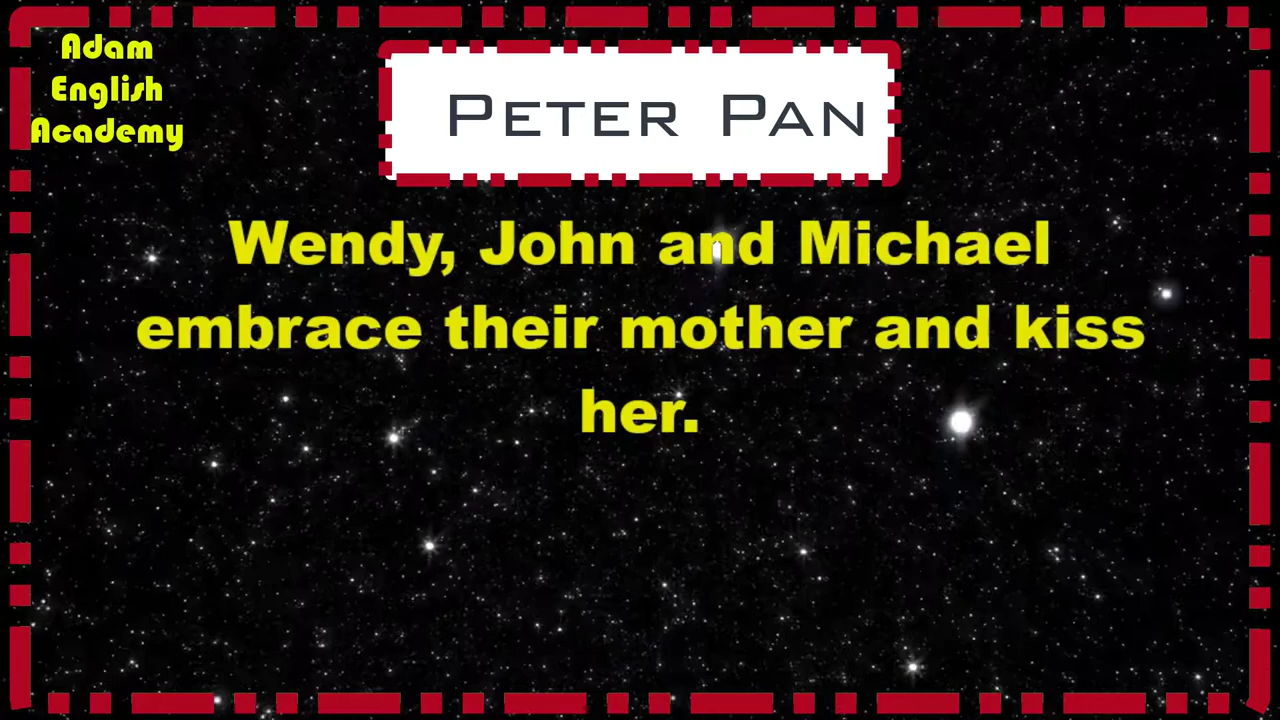 Adam
English
Academy
Peter Pan
Wendy, John and Michael
embrace their mother and kiss
her.